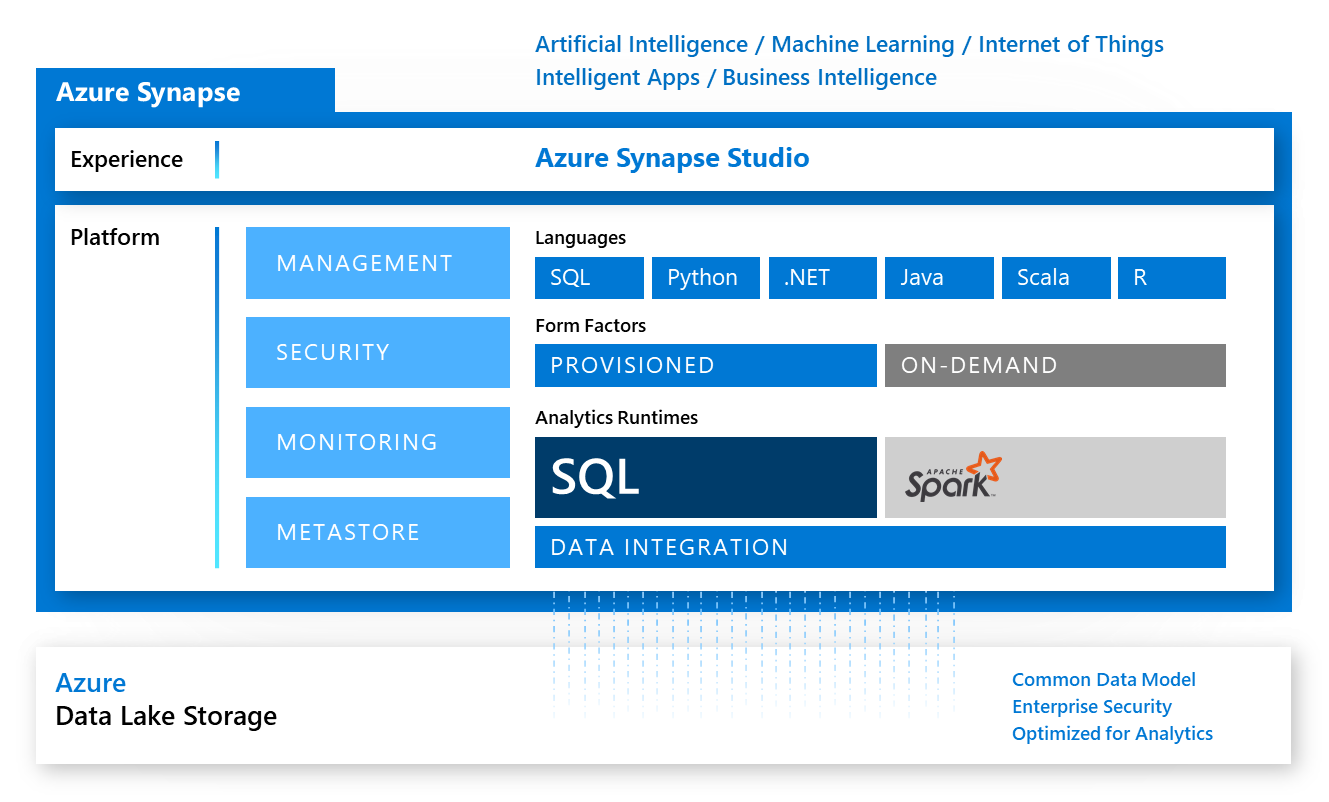 Artificial Intelligence / Machine Learning / Internet of Things
Intelligent Apps / Business Intelligence
Azure Synapse
Experience
Azure Synapse Studio
Platform
MANAGEMENT
SECURITY
MONITORING
METASTORE
Languages
SQL Python .NET Java Scala R
Form Factors
PROVISIONED ON-DEMAND
Analytics Runtimes
SQL
APACHE
Spark™
DATA INTEGRATION
Azure
Data Lake Storage
Common Data Model
Enterprise Security
Optimized for Analytics